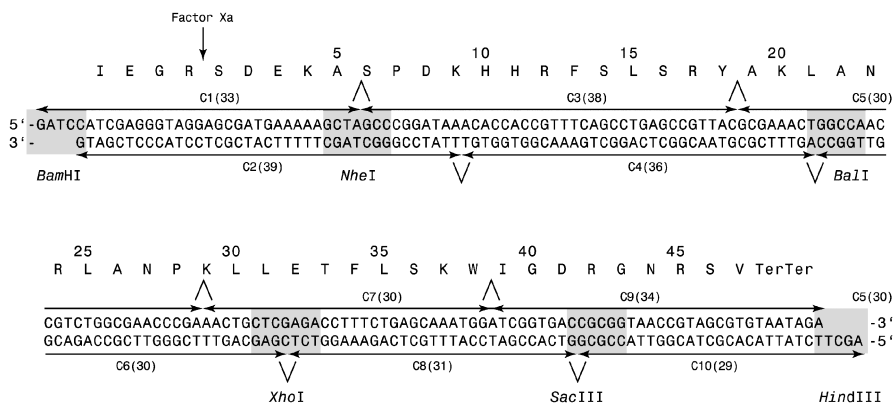 Factor Xa
5 10 15 20
I E G R S D E K A S P D K H H R F S L S R Y A K L A N
C1(33) C3(38) C5(30)
5‘-GATCCATCGAGGGTAGGAGCGATGAAAAAGCTAGCCCGGATAAACACCACCGTTTCAGCCTGAGCCGTTACGCGAAACTGGCCAAC
3‘- GTAGCTCCCATCCTCGCTACTTTTTCGATCGGGCCTATTTGTGGTGGCAAAGTCGGACTCGGCAATGCGCTTTGACCGGTTG
C2(39) C4(36)
BamHI NheI BalI
25 30 35 40 45
R L A N P K L L E T F L S K W I G D R G N R S V TerTer
C7(30) C9(34) C5(30)
CGTCTGGCGAACCCGAAACTGCTCGAGACCTTTCTGAGCAAATGGATCGGTGACCGCGGTAACCGTAGCGTGTAATAGA -3‘
GCAGACCGCTTGGGCTTTGACGAGCTCTGGAAAGACTCGTTTACCTAGCCACTGGCGCCATTGGCATCGCACATTATCTTCGA -5‘
C6(30) C8(31) C10(29)
XhoI SacIII HindIII